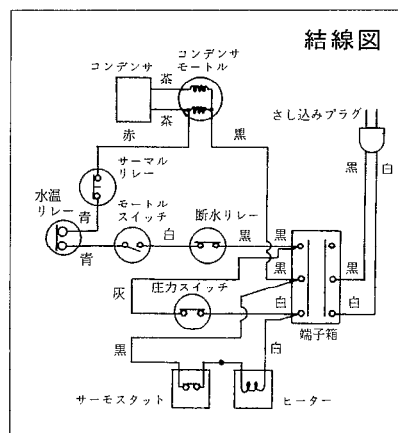 結線図
コンデンサ
モートル
コンデンサ
茶
茶
さし込みプラグ
赤
黒
サーマル
リレー
黒
白
水温
リレー
モートル
スイッチ
断水リレー
青
白
黒
黒
青
黒
黒
灰
圧力スイッチ
白
白
端子箱
黒
白
サーモスタット
ヒーター